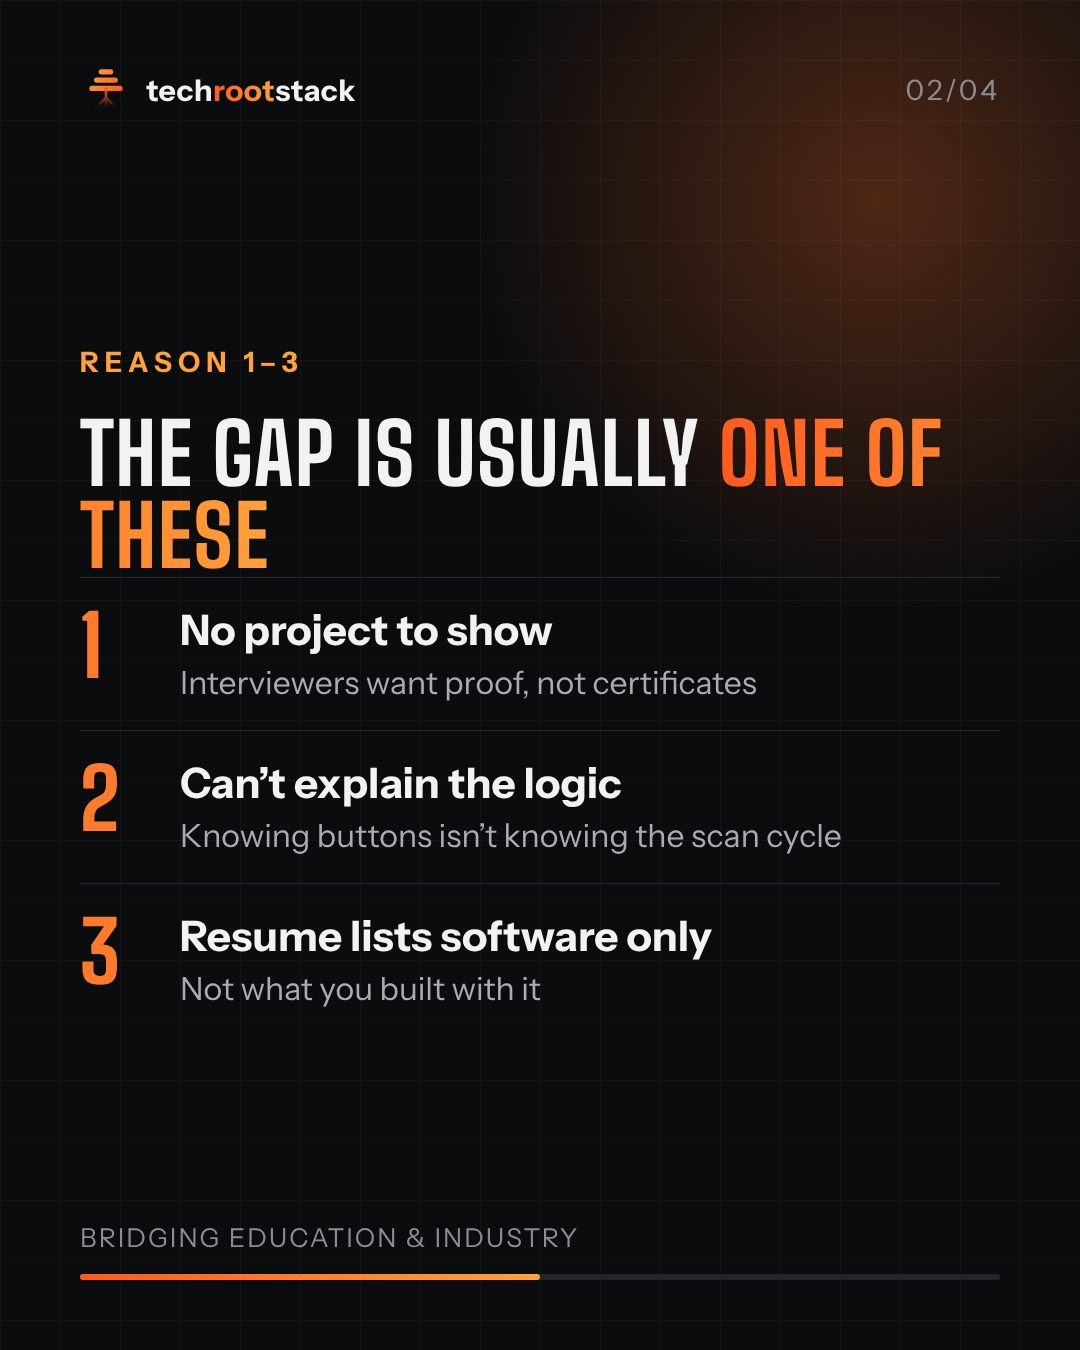 techrootstack
02/04
REASON 1–3
THE GAP IS USUALLY ONE OF
THESE
1
No project to show
Interviewers want proof, not certificates
2
Can’t explain the logic
Knowing buttons isn’t knowing the scan cycle
3
Resume lists software only
Not what you built with it
BRIDGING EDUCATION & INDUSTRY